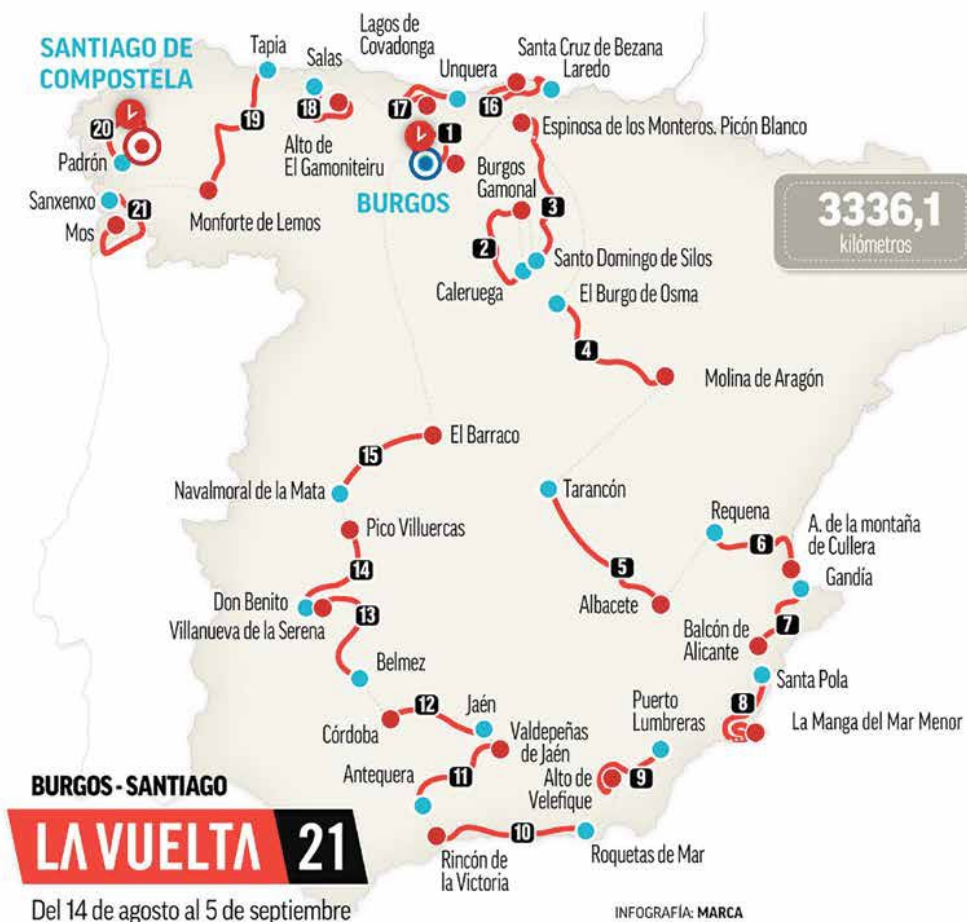 SANTIAGO DE
COMPOSTELA
Tapia
Salas
Lagos de
Covadonga
Unquera
Santa Cruz de Bezana
Laredo
20
19
18
17
16
1
Padrón
Alto de
El Gamoniteiru
Espinosa de los Monteros. Picón Blanco
Sanxenxo
21
Mos
Monforte de Lemos
BURGOS
Burgos
Gamonal
3
2
3336,1
kilómetros
Santo Domingo de Silos
Caleruega
El Burgo de Osma
4
Molina de Aragón
El Barraco
15
Navalmoral de la Mata
Tarancón
Requena
A. de la montaña
de Cullera
6
Pico Villuercas
14
5
Gandía
Don Benito
Villanueva de la Serena
13
Albacete
7
Balcón de
Alicante
Belmez
Santa Pola
12
Córdoba
Jaén
Puerto
Lumbreras
8
La Manga del Mar Menor
Valdepeñas
de Jaén
Antequera
11
Alto de
Velefique
9
10
Rincón de
la Victoria
Roquetas de Mar
BURGOS - SANTIAGO
LA VUELTA 21
Del 14 de agosto al 5 de septiembre
INFOGRAFÍA: MARCA